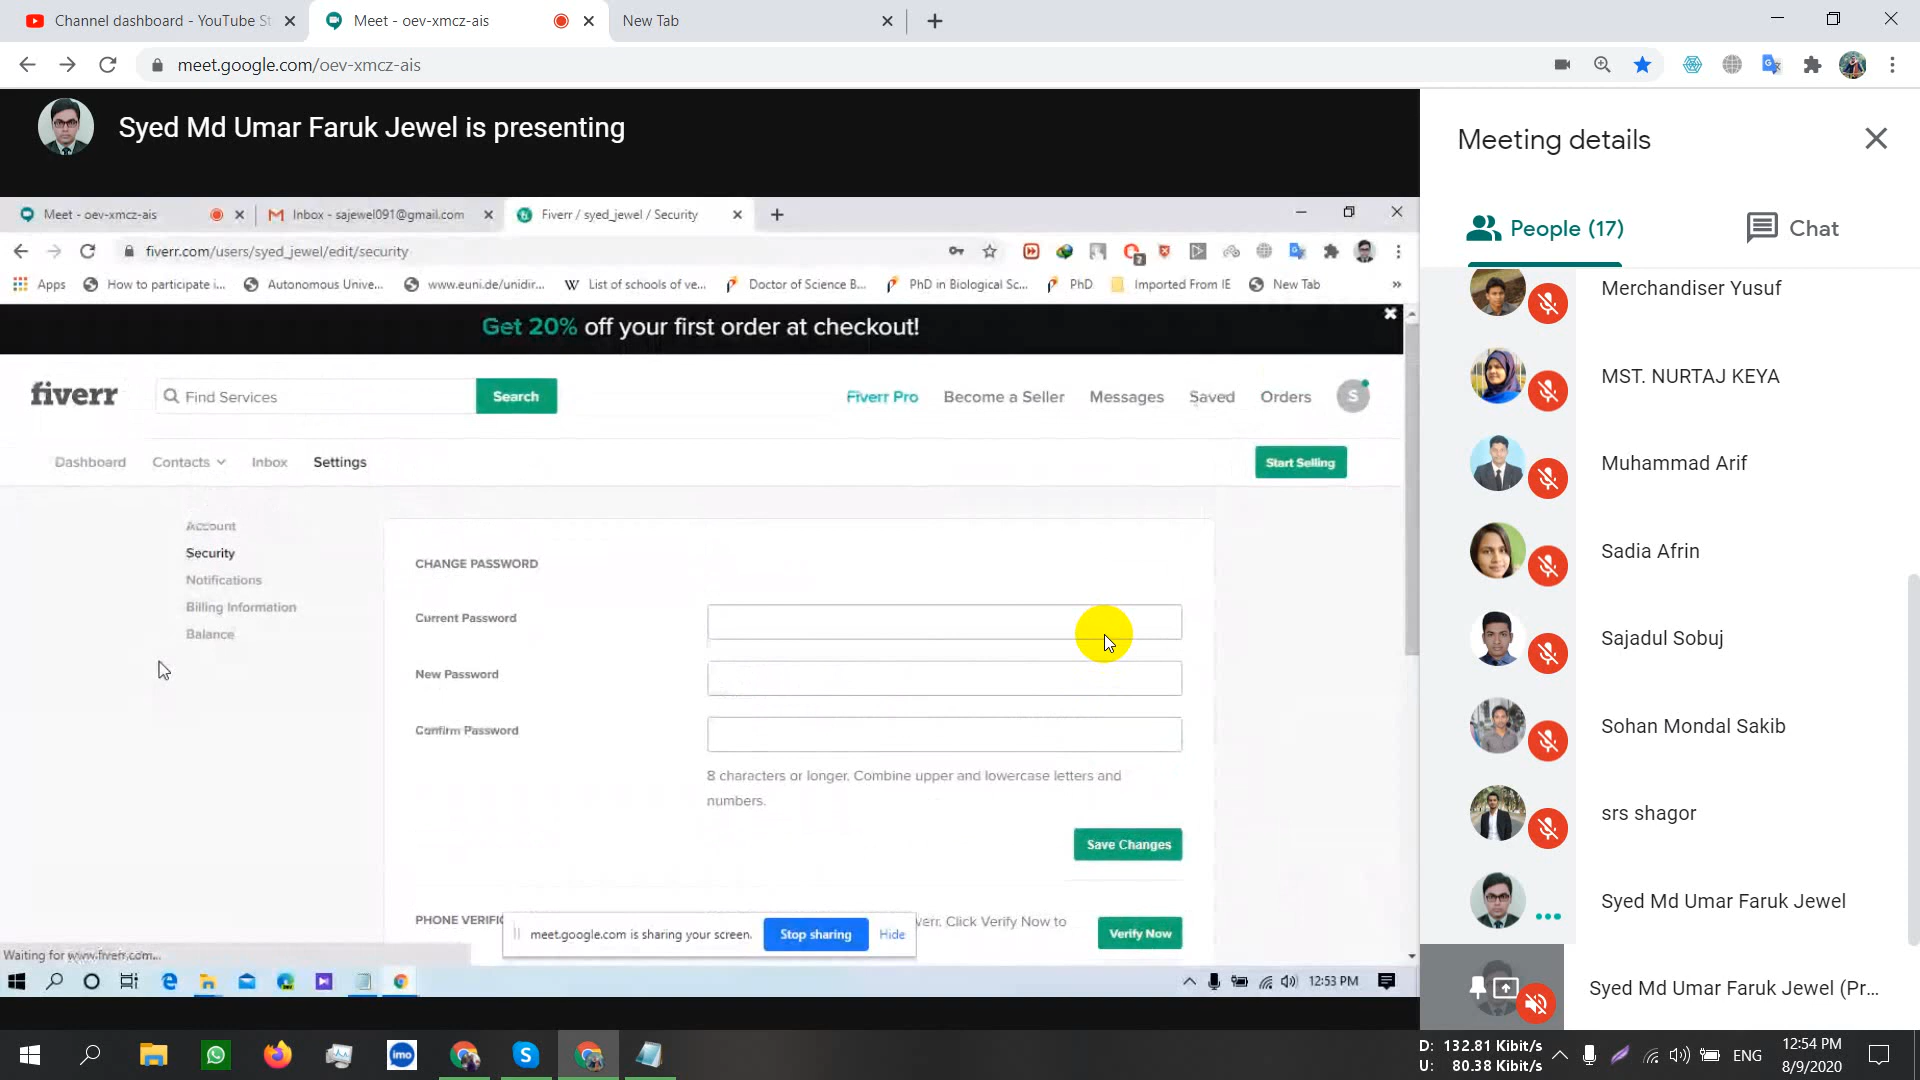 Channel dashboard - YouTube St
Meet - oev-xmcz-ais
New Tab
meet.google.com/oev-xmcz-ais
Syed Md Umar Faruk Jewel is presenting
Meet - oev-xmcz-ais
Inbox - sajewel091@gmail.com
Fiverr / syed_jewel / Security
fiverr.com/users/syed_jewel/edit/security
Apps
How to participate i...
Autonomous Unive...
www.euni.de/unidir...
List of schools of ve...
Doctor of Science B...
PhD in Biological Sc...
PhD
Imported From IE
New Tab
»
Get 20% off your first order at checkout!
fiverr
Find Services
Search
Fiverr Pro
Become a Seller
Messages
Saved
Orders
S
Dashboard
Contacts
Inbox
Settings
Start Selling
Account
Security
Notifications
Billing Information
Balance
CHANGE PASSWORD
Current Password
New Password
Confirm Password
8 characters or longer. Combine upper and lowercase letters and
numbers.
Save Changes
PHONE VERIFIC
verr. Click Verify Now to
Verify Now
meet.google.com is sharing your screen.
Stop sharing
Hide
Waiting for www.fiverr.com...
12:53 PM
Meeting details
People (17)
Chat
Merchandiser Yusuf
MST. NURTAJ KEYA
Muhammad Arif
Sadia Afrin
Sajadul Sobuj
Sohan Mondal Sakib
srs shagor
Syed Md Umar Faruk Jewel
Syed Md Umar Faruk Jewel (Pr...
imo
D: 132.81 Kibit/s
U: 80.38 Kibit/s
ENG
12:54 PM
8/9/2020